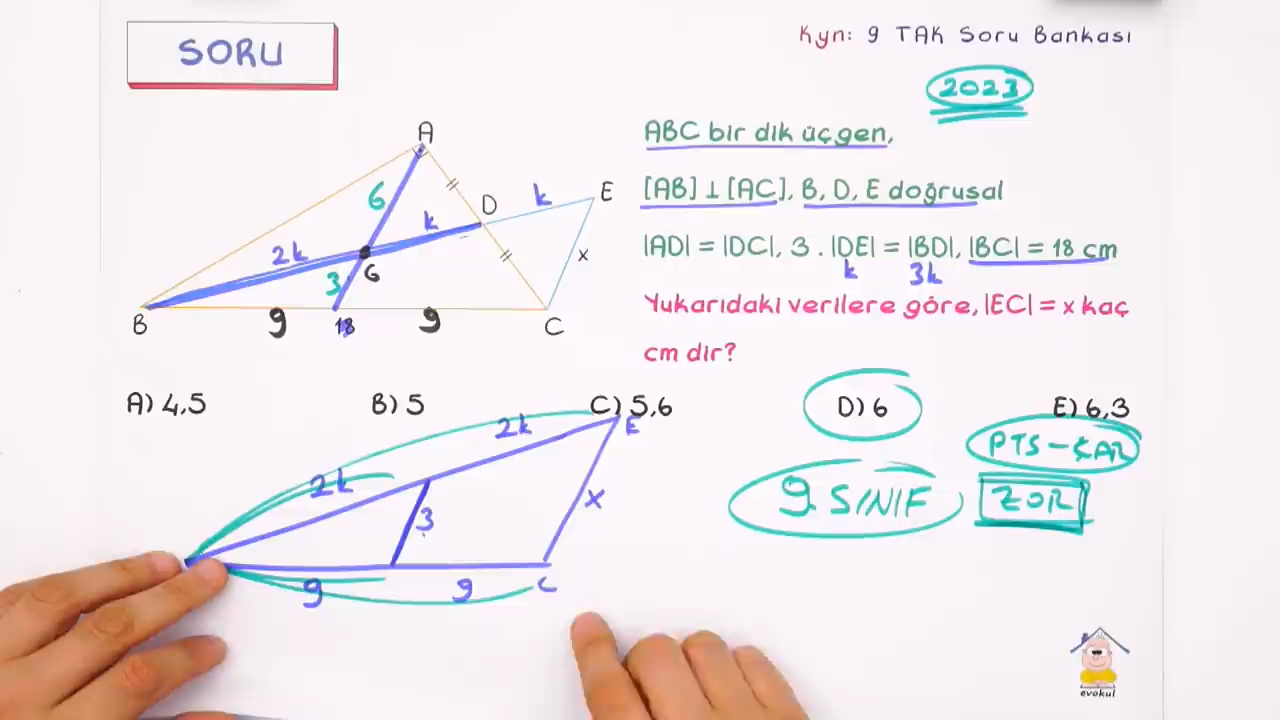 SORU
Kyn: 9 TAK Soru Bankası
2023
ABC bir dik üçgen,
[AB] ⊥ [AC], B, D, E doğrusal
|AD| = |DC|, 3 . |DE| = |BD|, |BC| = 18 cm
k 3k
Yukarıdaki verilere göre, |EC| = x kaç
cm dir?
A
6
D
k
E
k
2k
G
x
3
B
9
18
9
C
A) 4,5
B) 5
C) 5,6
D) 6
E) 6,3
2k
E
PTS - ÇAR
2k
x
9. SINIF
ZOR
3
9
9
C
evokul